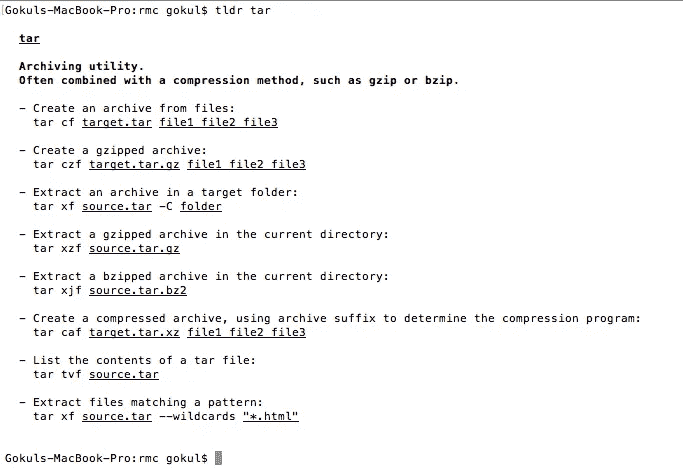 Gokuls-MacBook-Pro:rmc gokul$ tldr tar
tar
Archiving utility.
Often combined with a compression method, such as gzip or bzip.
- Create an archive from files:
tar cf target.tar file1 file2 file3
- Create a gzipped archive:
tar czf target.tar.gz file1 file2 file3
- Extract an archive in a target folder:
tar xf source.tar -C folder
- Extract a gzipped archive in the current directory:
tar xzf source.tar.gz
- Extract a bzipped archive in the current directory:
tar xjf source.tar.bz2
- Create a compressed archive, using archive suffix to determine the compression program:
tar caf target.tar.xz file1 file2 file3
- List the contents of a tar file:
tar tvf source.tar
- Extract files matching a pattern:
tar xf source.tar --wildcards "*.html"
Gokuls-MacBook-Pro:rmc gokul$